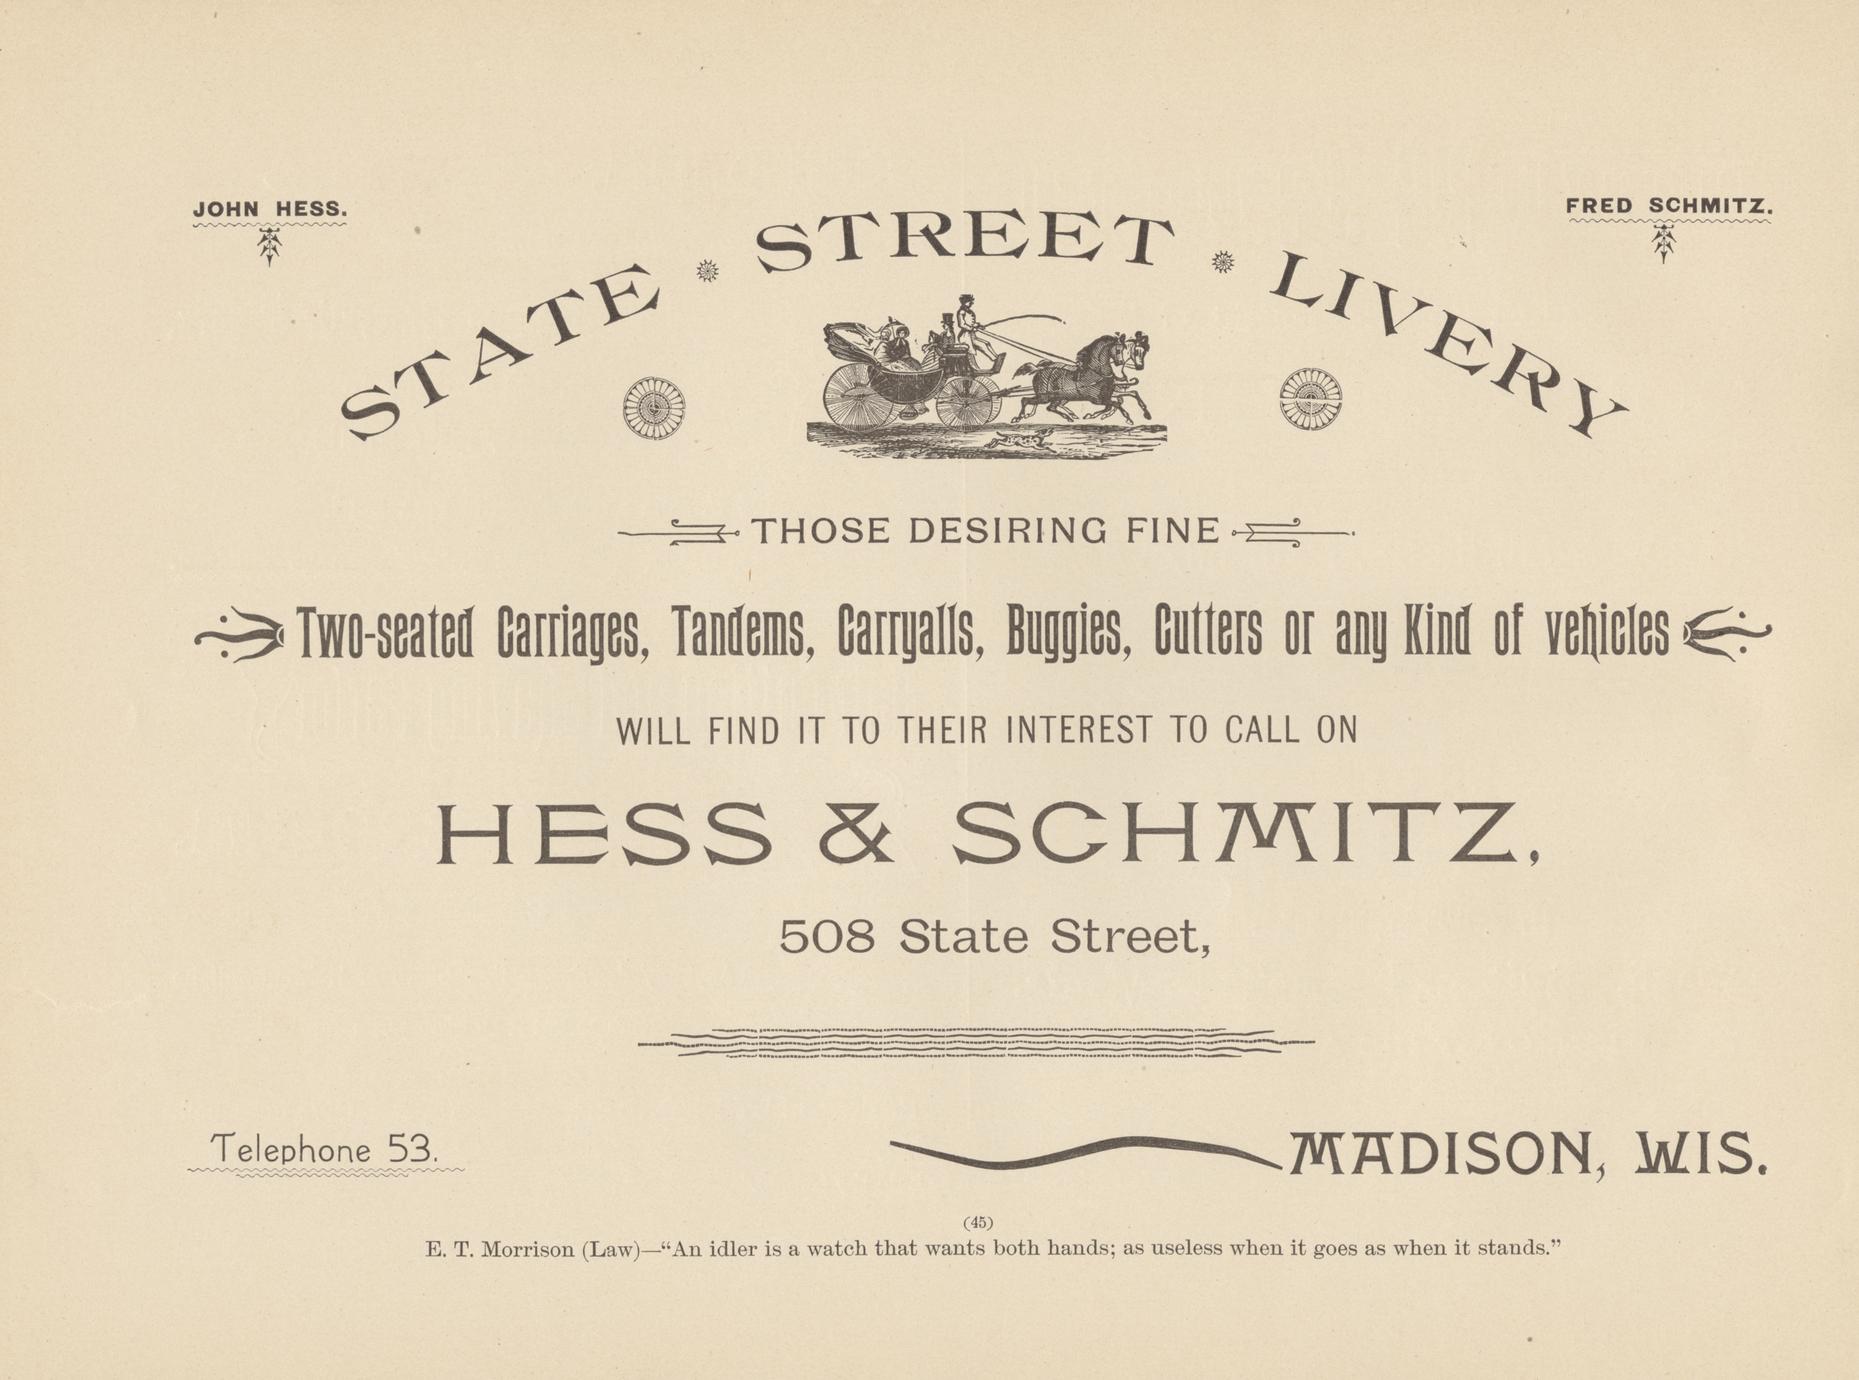 JOHN HESS.
FRED SCHMITZ.
STATE STREET LIVERY
THOSE DESIRING FINE
Two-seated Carriages, Tandems, Carryalls, Buggies, Cutters or any Kind of vehicles
WILL FIND IT TO THEIR INTEREST TO CALL ON
HESS & SCHMITZ,
508 State Street,
Telephone 53.
MADISON, WIS.
(45)
E. T. Morrison (Law)—“An idler is a watch that wants both hands; as useless when it goes as when it stands.”